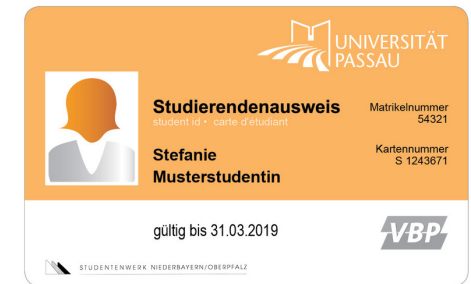 UNIVERSITÄT
PASSAU
Studierendenausweis
student id • carte d'étudiant
Matrikelnummer
54321
Stefanie
Musterstudentin
Kartennummer
S 1243671
gültig bis 31.03.2019
VBP
STUDENTENWERK NIEDERBAYERN/OBERPFALZ